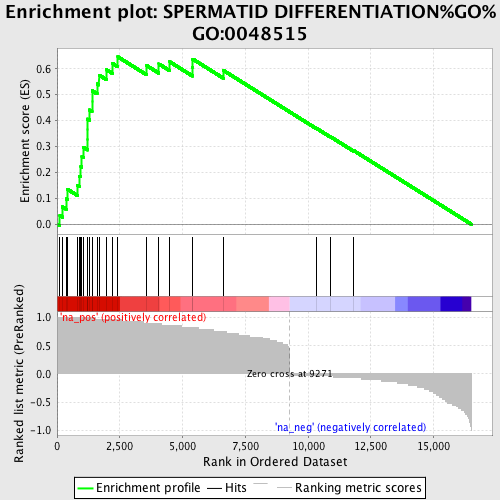 Enrichment plot: SPERMATID DIFFERENTIATION%GO%
GO:0048515
Enrichment score (ES)
0.6
0.5
0.4
0.3
0.2
0.1
0.0
Ranked list metric (PreRanked)
1.0
0.5
0.0
-0.5
-1.0
'na_pos' (positively correlated)
Zero cross at 9271
'na_neg' (negatively correlated)
0 2,500 5,000 7,500 10,000 12,500 15,000
Rank in Ordered Dataset
Enrichment profile Hits Ranking metric scores